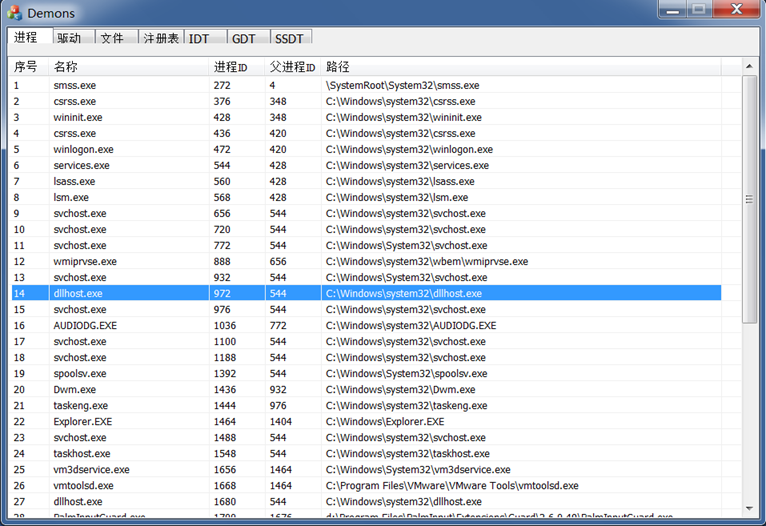 Demons
进程 驱动 文件 注册表 IDT GDT SSDT
序号 名称 进程ID 父进程ID 路径
1 smss.exe 272 4 \SystemRoot\System32\smss.exe
2 csrss.exe 376 348 C:\Windows\system32\csrss.exe
3 wininit.exe 428 348 C:\Windows\system32\wininit.exe
4 csrss.exe 436 420 C:\Windows\system32\csrss.exe
5 winlogon.exe 472 420 C:\Windows\system32\winlogon.exe
6 services.exe 544 428 C:\Windows\system32\services.exe
7 lsass.exe 560 428 C:\Windows\system32\lsass.exe
8 lsm.exe 568 428 C:\Windows\system32\lsm.exe
9 svchost.exe 656 544 C:\Windows\system32\svchost.exe
10 svchost.exe 720 544 C:\Windows\system32\svchost.exe
11 svchost.exe 772 544 C:\Windows\System32\svchost.exe
12 wmiprvse.exe 888 656 C:\Windows\system32\wbem\wmiprvse.exe
13 svchost.exe 932 544 C:\Windows\System32\svchost.exe
14 dllhost.exe 972 544 C:\Windows\system32\dllhost.exe
15 svchost.exe 976 544 C:\Windows\system32\svchost.exe
16 AUDIODG.EXE 1036 772 C:\Windows\system32\AUDIODG.EXE
17 svchost.exe 1100 544 C:\Windows\system32\svchost.exe
18 svchost.exe 1188 544 C:\Windows\system32\svchost.exe
19 spoolsv.exe 1392 544 C:\Windows\System32\spoolsv.exe
20 Dwm.exe 1436 932 C:\Windows\system32\Dwm.exe
21 taskeng.exe 1444 976 C:\Windows\system32\taskeng.exe
22 Explorer.EXE 1464 1404 C:\Windows\Explorer.EXE
23 svchost.exe 1488 544 C:\Windows\system32\svchost.exe
24 taskhost.exe 1548 544 C:\Windows\system32\taskhost.exe
25 vm3dservice.exe 1656 1464 C:\Windows\System32\vm3dservice.exe
26 vmtoolsd.exe 1668 1464 C:\Program Files\VMware\VMware Tools\vmtoolsd.exe
27 dllhost.exe 1680 544 C:\Windows\system32\dllhost.exe